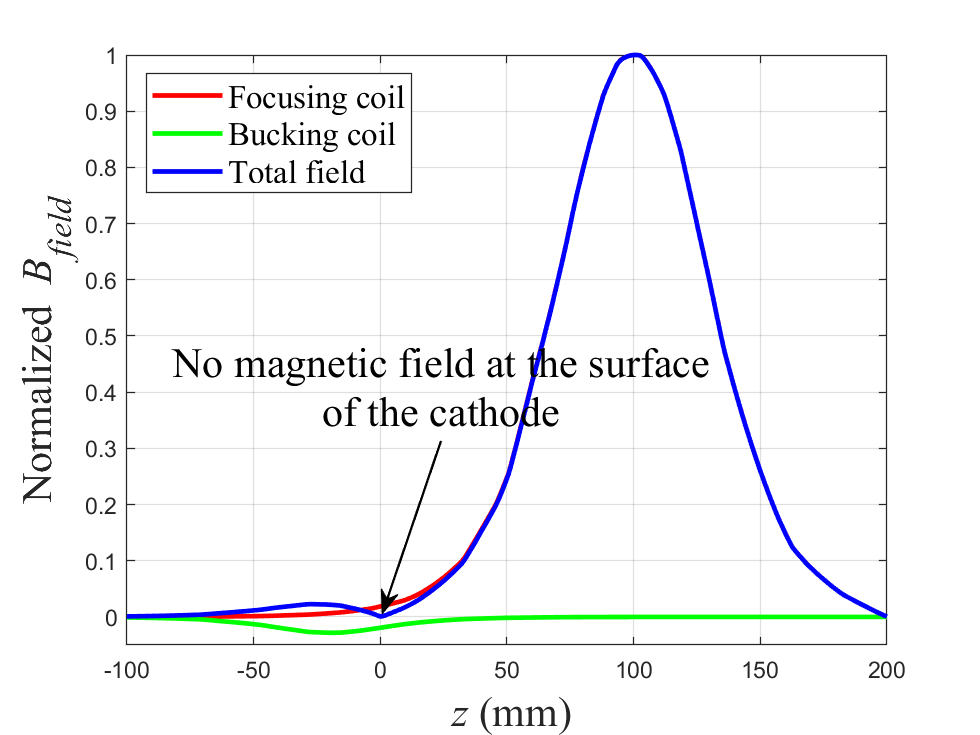 1
0.9
0.8
0.7
0.6
0.5
0.4
0.3
0.2
0.1
0
-100
-50
0
50
100
150
200
Normalized B_field
z (mm)
Focusing coil
Bucking coil
Total field
No magnetic field at the surface
of the cathode